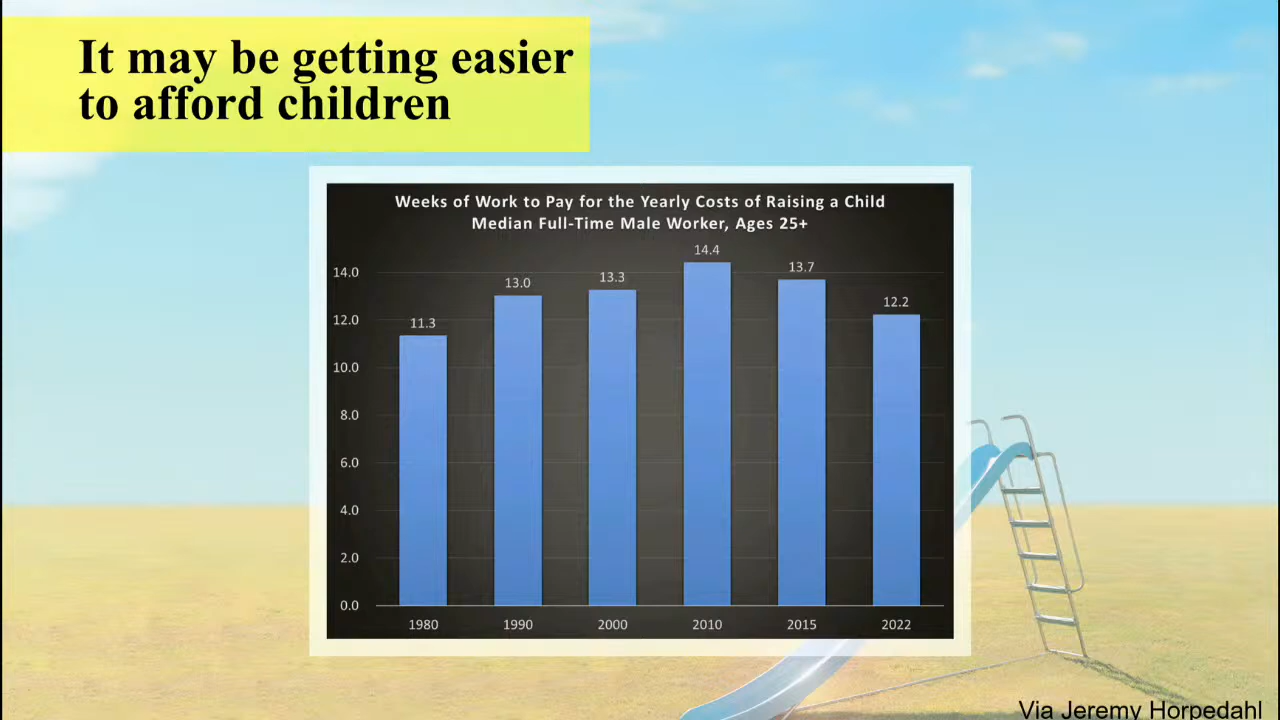 It may be getting easier
to afford children
Weeks of Work to Pay for the Yearly Costs of Raising a Child
Median Full-Time Male Worker, Ages 25+
14.0
12.0
10.0
8.0
6.0
4.0
2.0
0.0
11.3
13.0
13.3
14.4
13.7
12.2
1980 1990 2000 2010 2015 2022
Via Jeremy Horpedahl